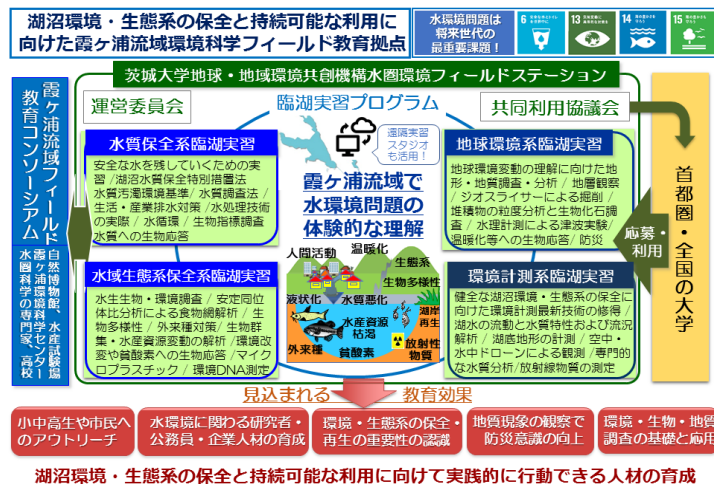 湖沼環境・生態系の保全と持続可能な利用に
向けた霞ヶ浦流域環境科学フィールド教育拠点
水環境問題は
将来世代の
最重要課題！
6
13
14
15
茨城大学地球・地域環境共創機構水圏環境フィールドステーション
霞ヶ浦流域フィールド
教育コンソーシアム
自然博物館、水産試験場
霞ヶ浦環境科学センター
水圏科学の専門家、高校
運営委員会
臨湖実習プログラム
共同利用協議会
遠隔実習
スタジオ
も活用！
水質保全系臨湖実習
安全な水を残していくための実
習 /湖沼水質保全特別措置法
水質汚濁環境基準/ 水質調査法/
生活・産業排水対策/ 水処理技術
の実際 / 水循環 / 生物指標調査
水質への生物応答
地球環境系臨湖実習
地球環境変動の理解に向けた地
形・地質調査・分析 / 地層観察
/ジオスライサーによる掘削/
堆積物の粒度分析と生物化石調
査/ 水理計測による津波実験/
温暖化等への生物応答/ 防災
霞ヶ浦流域で
水環境問題の
体験的な理解
人間活動
温暖化
生態系
生物多様性
液状化
水質悪化
湖岸
再生
水産資源
枯渇
外来種
貧酸素
放射性
物質
水域生態系保全系臨湖実習
水生生物・環境調査 / 安定同位
体比分析による食物網解析 / 生
物多様性 / 外来種対策/ 生物群
集・水産資源変動の解析 /環境改
変や貧酸素への生物応答/マイク
ロプラスチック / 環境DNA測定
環境計測系臨湖実習
健全な湖沼環境・生態系の保全に
向けた環境計測最新技術の修得/
湖水の流動と水質特性および流況
解析 / 湖底地形の計測 / 空中・
水中ドローンによる観測 /専門的
な水質分析/放射線物質の測定
応募・
利用
首都圏・全国の大学
見込まれる 教育効果
小中高生や市民へ
のアウトリーチ
水環境に関わる研究者・
公務員・企業人材の育成
環境・生態系の保全・
再生の重要性の認識
地質現象の観察で
防災意識の向上
環境・生物・地質
調査の基礎と応用
湖沼環境・生態系の保全と持続可能な利用に向けて実践的に行動できる人材の育成